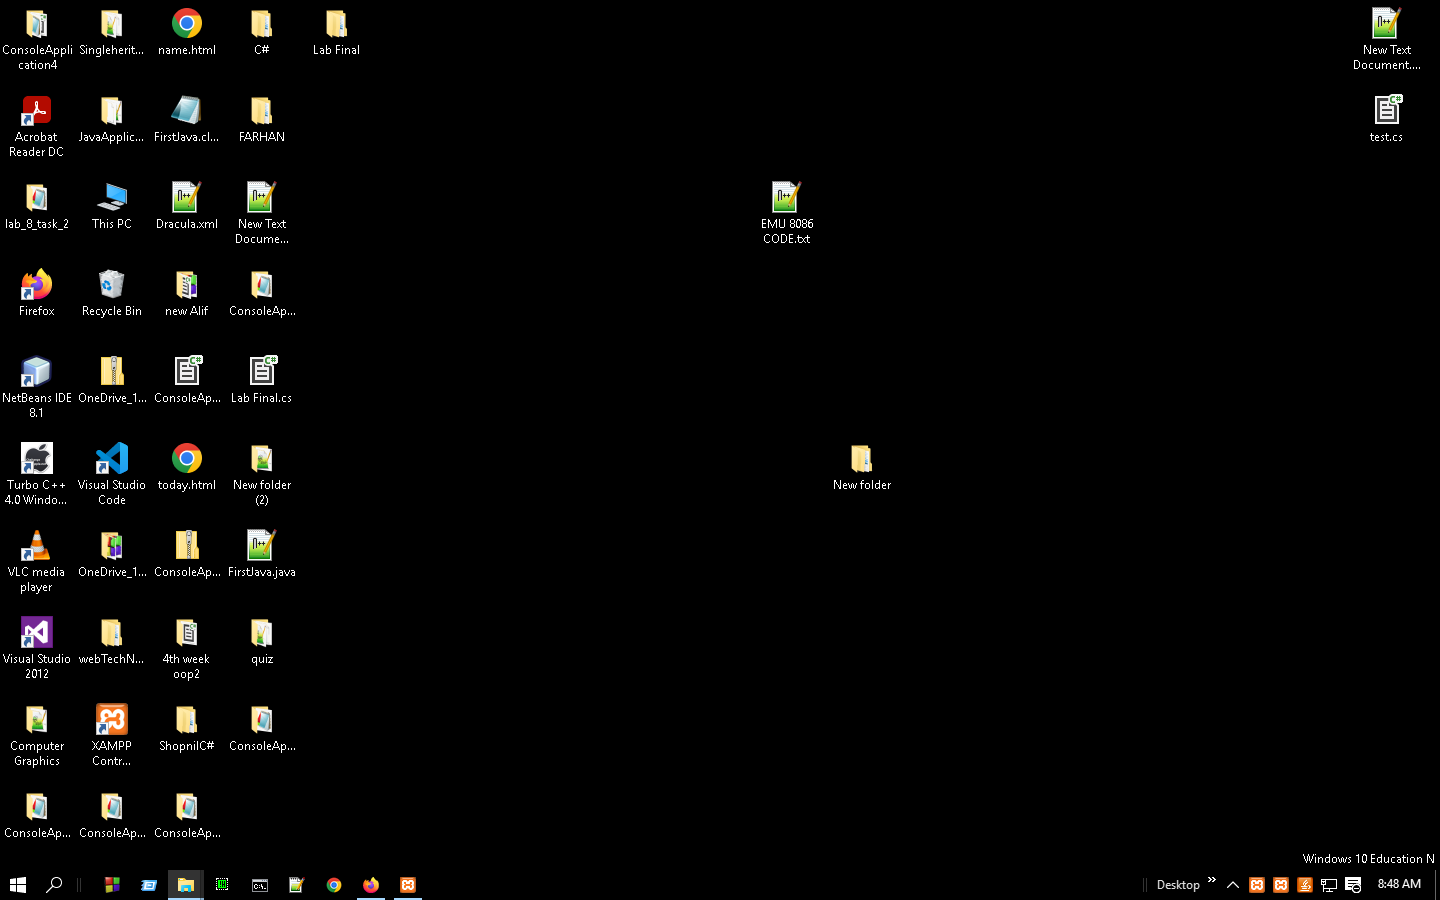 ConsoleAppli
cation4
Singleherit...
name.html
C#
Lab Final
New Text
Document....
Acrobat
Reader DC
JavaApplic...
FirstJava.cl...
FARHAN
test.cs
lab_8_task_2
This PC
Dracula.xml
New Text
Docume...
EMU 8086
CODE.txt
Firefox
Recycle Bin
new Alif
ConsoleAp...
NetBeans IDE
8.1
OneDrive_1...
ConsoleAp...
Lab Final.cs
Turbo C++
4.0 Windo...
Visual Studio
Code
today.html
New folder
(2)
New folder
VLC media
player
OneDrive_1...
ConsoleAp...
FirstJava.java
Visual Studio
2012
webTechN...
4th week
oop2
quiz
Computer
Graphics
XAMPP
Contr...
ShopnilC#
ConsoleAp...
ConsoleAp...
ConsoleAp...
ConsoleAp...
Windows 10 Education N
Desktop
8:48 AM